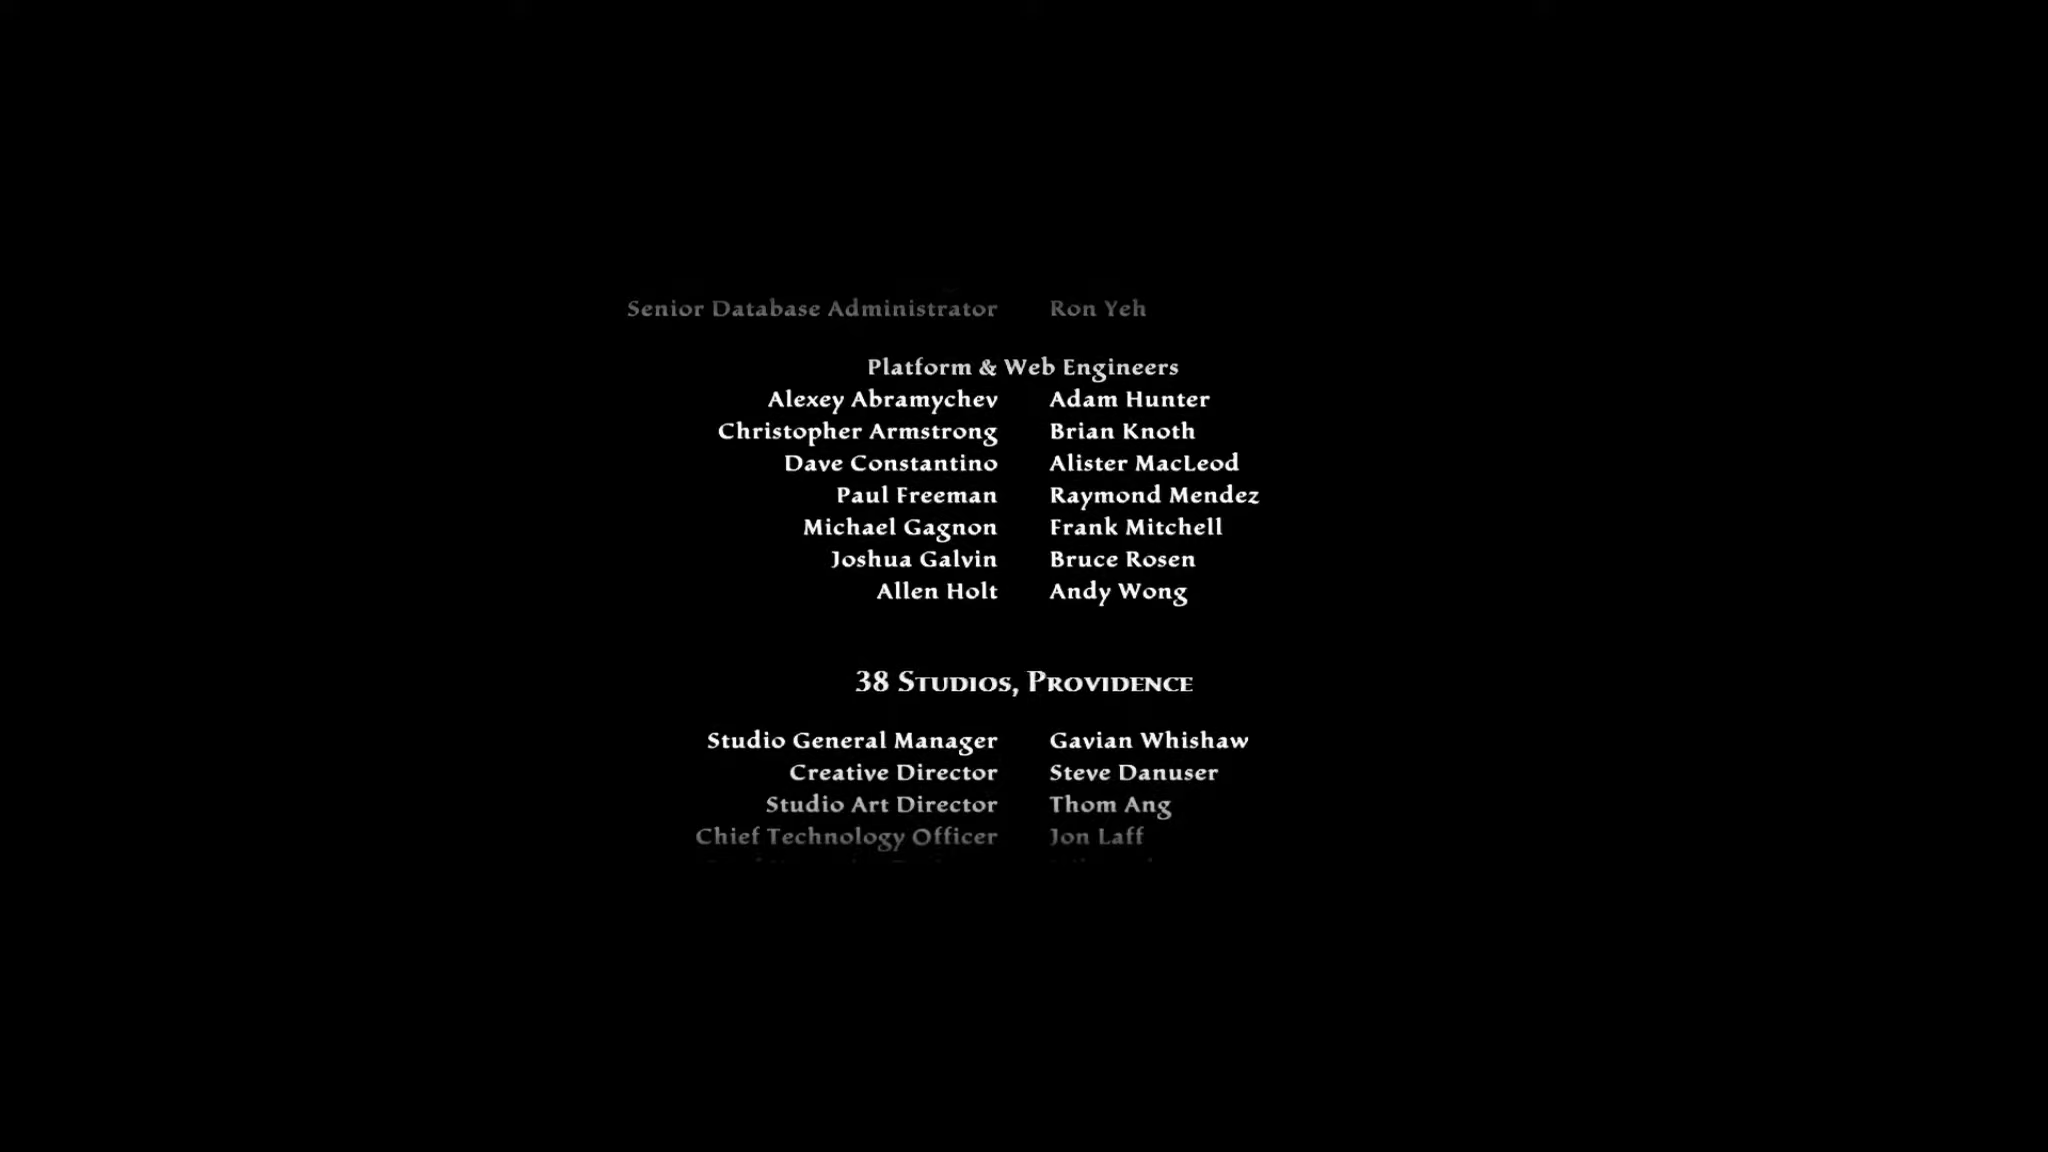 Senior Database Administrator Ron Yeh
Platform & Web Engineers
Alexey Abramychev Adam Hunter
Christopher Armstrong Brian Knoth
Dave Constantino Alister MacLeod
Paul Freeman Raymond Mendez
Michael Gagnon Frank Mitchell
Joshua Galvin Bruce Rosen
Allen Holt Andy Wong
38 Studios, Providence
Studio General Manager Gavian Whishaw
Creative Director Steve Danuser
Studio Art Director Thom Ang
Chief Technology Officer Jon Laff